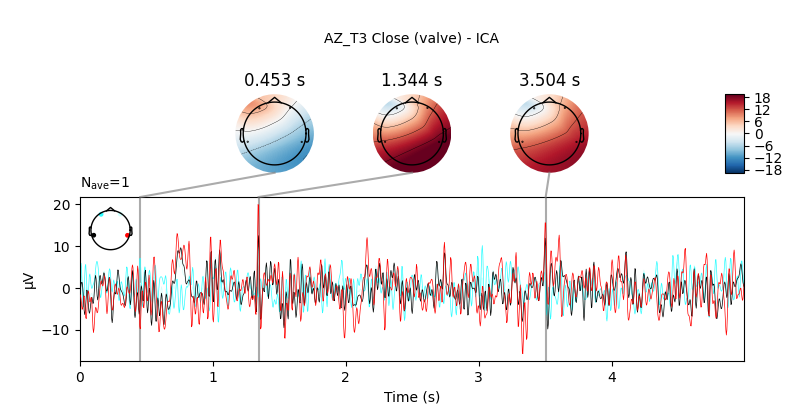 AZ_T3 Close (valve) - ICA
0.453 s 1.344 s 3.504 s
18
12
6
0
−6
−12
−18
Nave=1
20
10
0
−10
µV
0 1 2 3 4
Time (s)